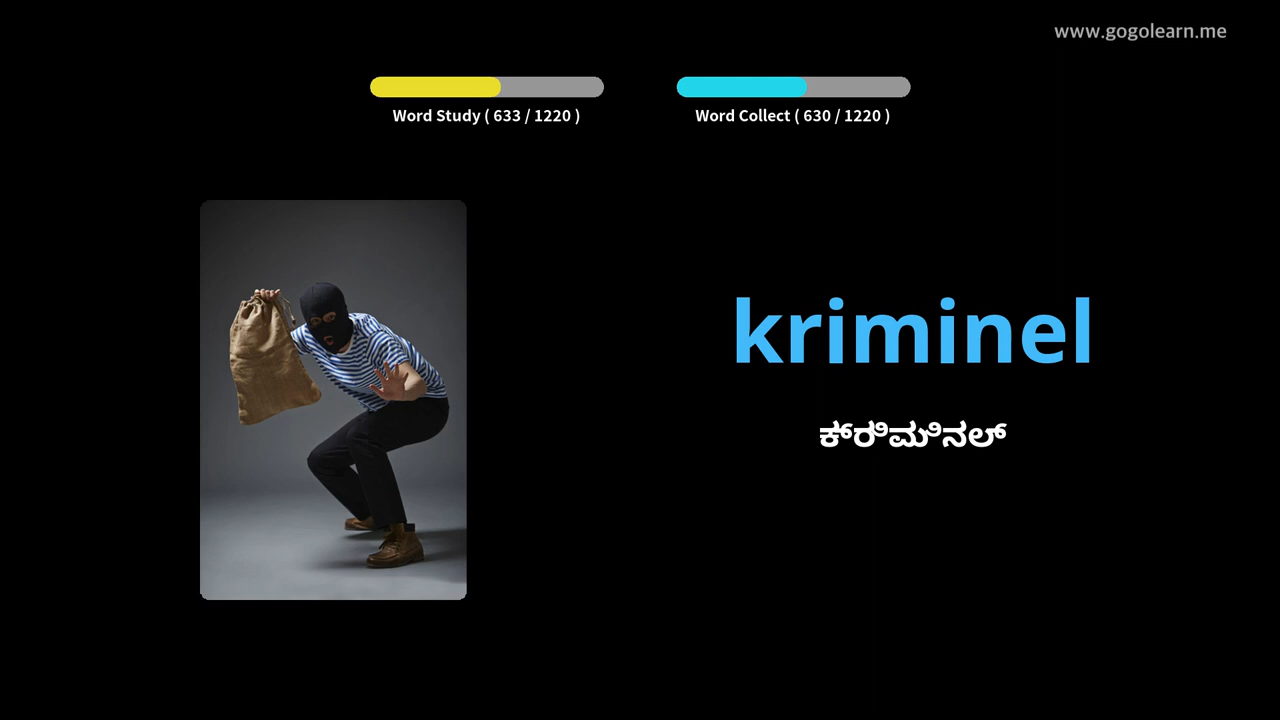 www.gogolearn.me
Word Study ( 633 / 1220 )
Word Collect ( 630 / 1220 )
kriminel
ಕ್ರಿಮಿನಲ್